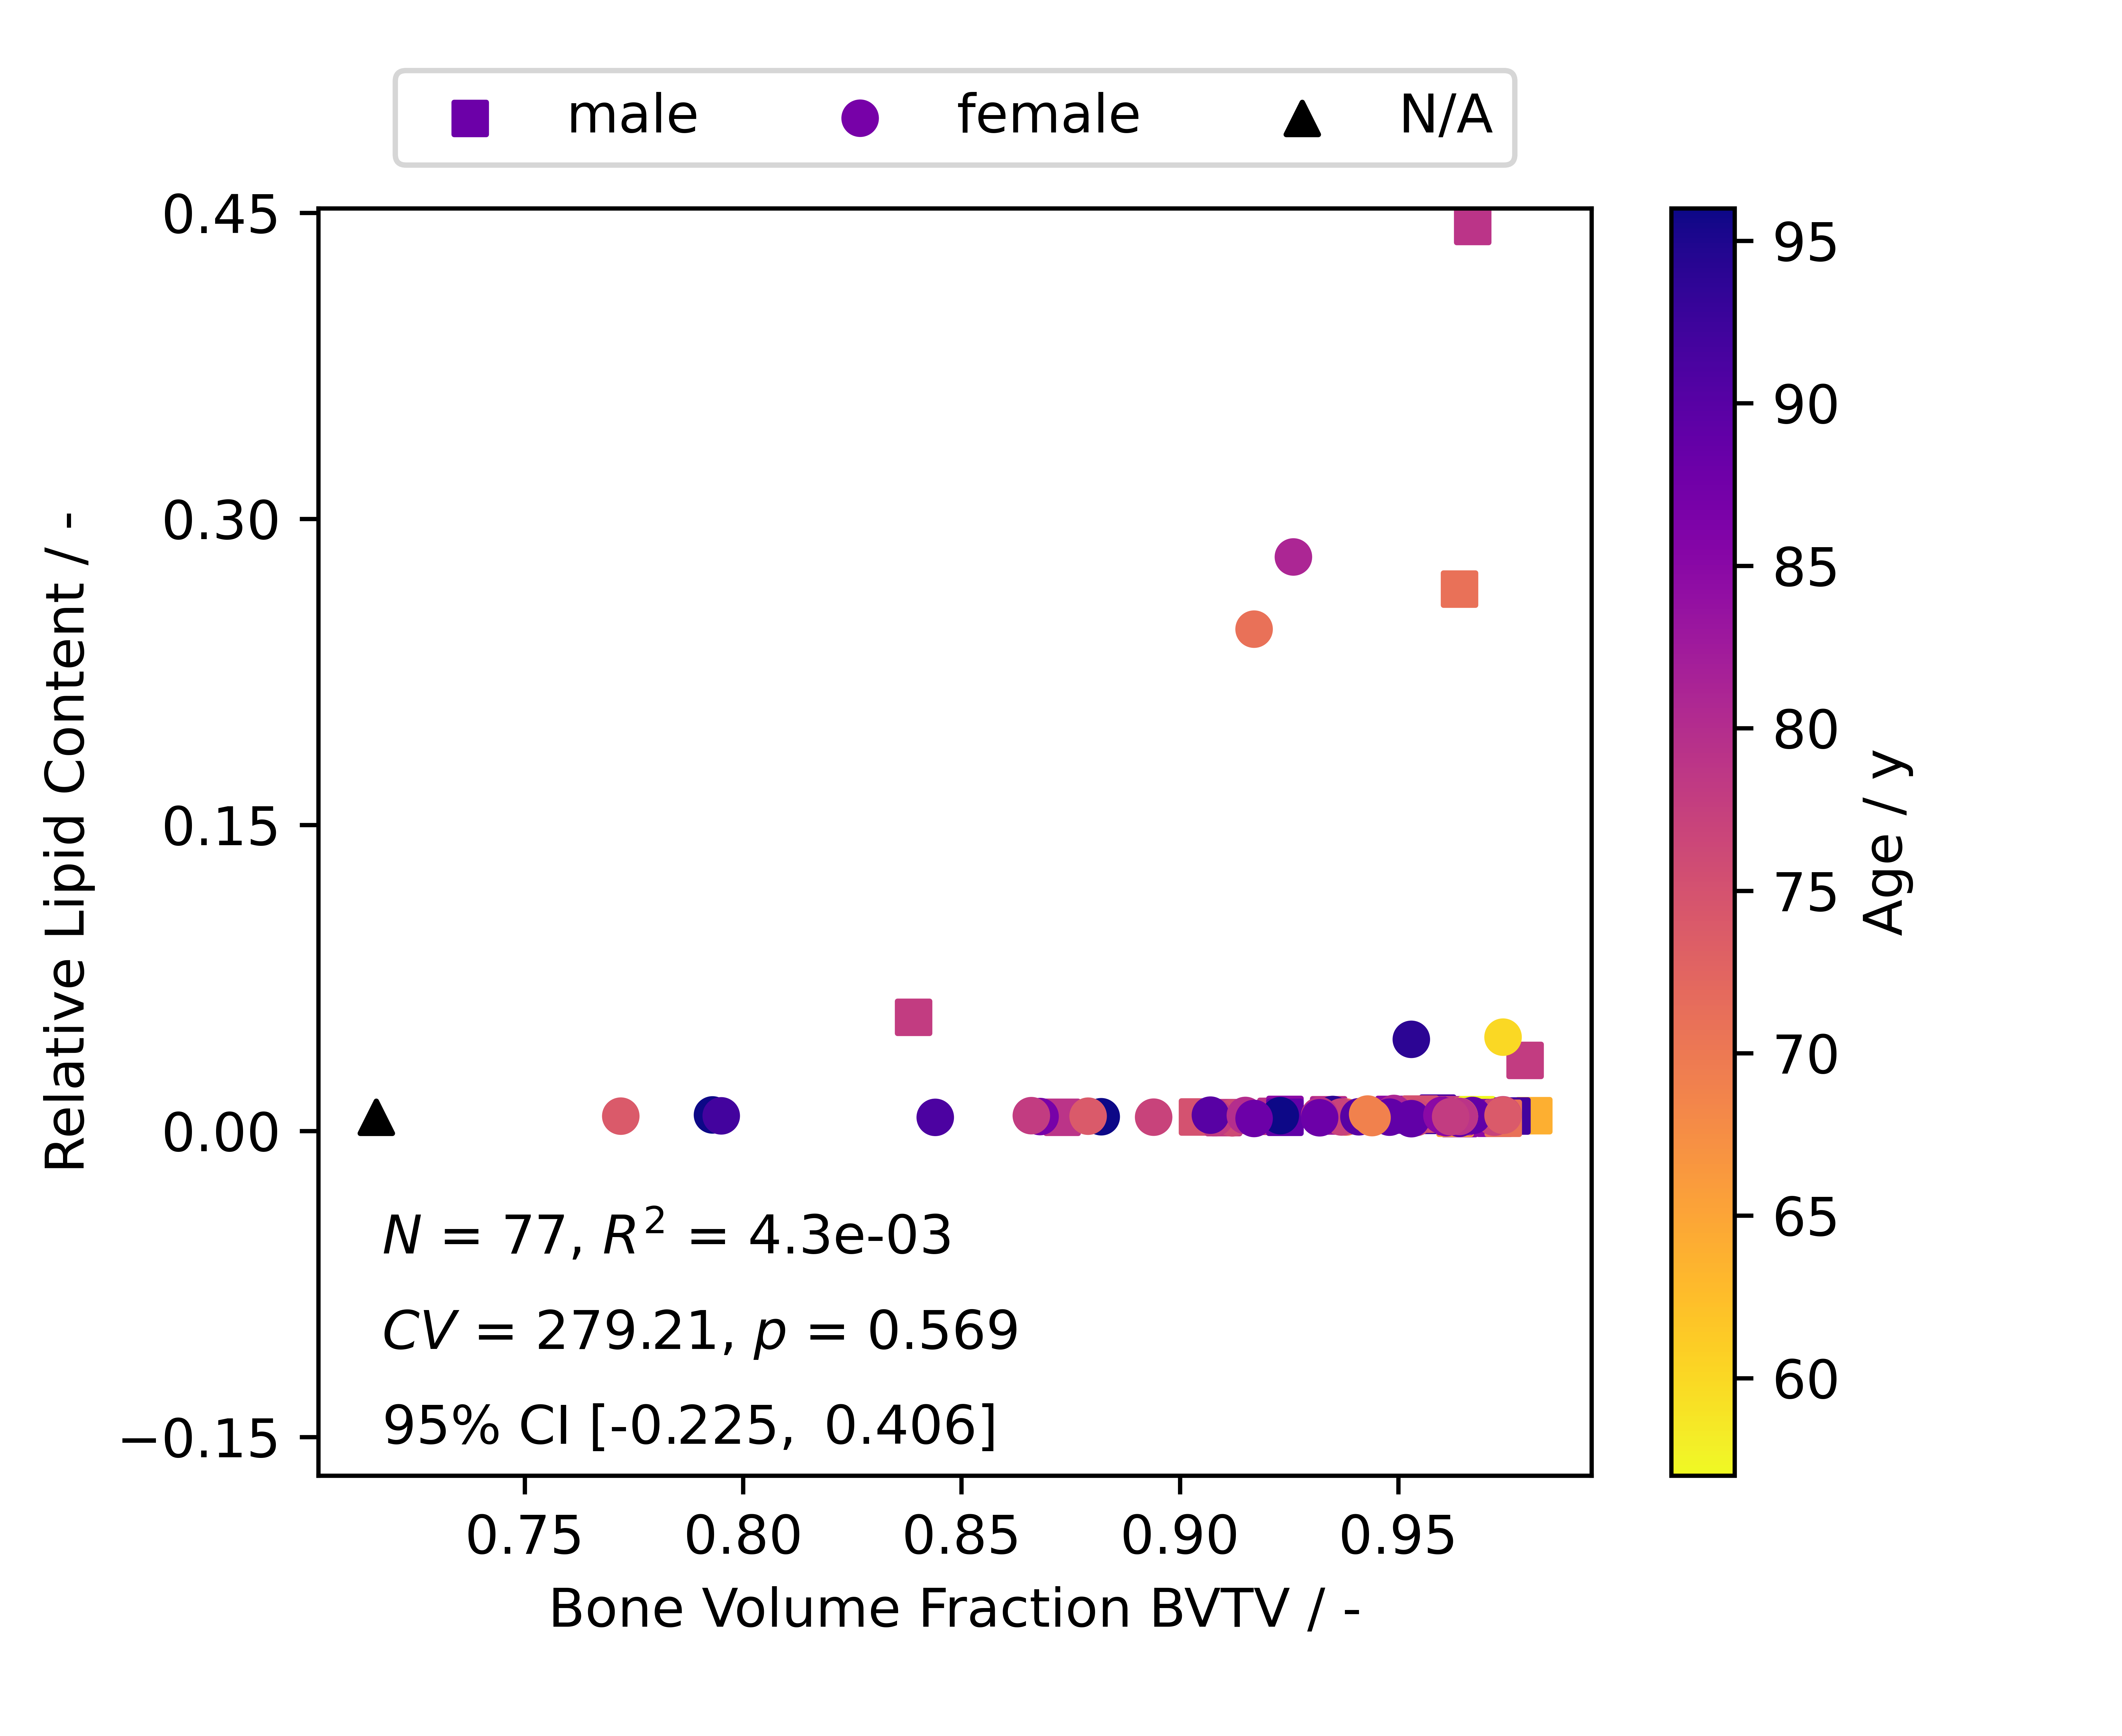 male female N/A
0.45
0.30
0.15
0.00
−0.15
Relative Lipid Content / -
N = 77, R² = 4.3e-03
CV = 279.21, p = 0.569
95% CI [-0.225, 0.406]
0.75 0.80 0.85 0.90 0.95
Bone Volume Fraction BVTV / -
95
90
85
80
75
70
65
60
Age / y